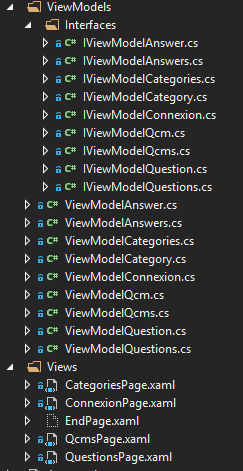 ViewModels
Interfaces
C# IViewModelAnswer.cs
C# IViewModelAnswers.cs
C# IViewModelCategories.cs
C# IViewModelCategory.cs
C# IViewModelConnexion.cs
C# IViewModelQcm.cs
C# IViewModelQcms.cs
C# IViewModelQuestion.cs
C# IViewModelQuestions.cs
C# ViewModelAnswer.cs
C# ViewModelAnswers.cs
C# ViewModelCategories.cs
C# ViewModelCategory.cs
C# ViewModelConnexion.cs
C# ViewModelQcm.cs
C# ViewModelQcms.cs
C# ViewModelQuestion.cs
C# ViewModelQuestions.cs
Views
CategoriesPage.xaml
ConnexionPage.xaml
EndPage.xaml
QcmsPage.xaml
QuestionsPage.xaml